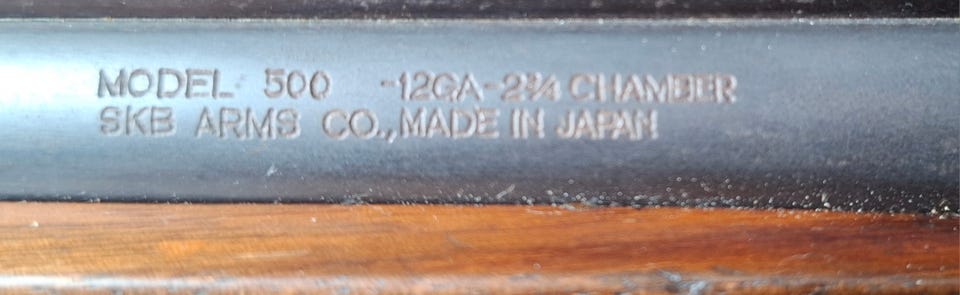 MODEL 500 -12GA-2¾ CHAMBER
SKB ARMS CO., MADE IN JAPAN